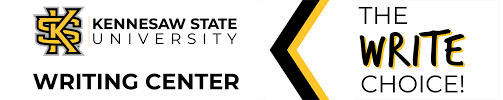 KENNESAW STATE
UNIVERSITY
WRITING CENTER
THE
WRITE
CHOICE!